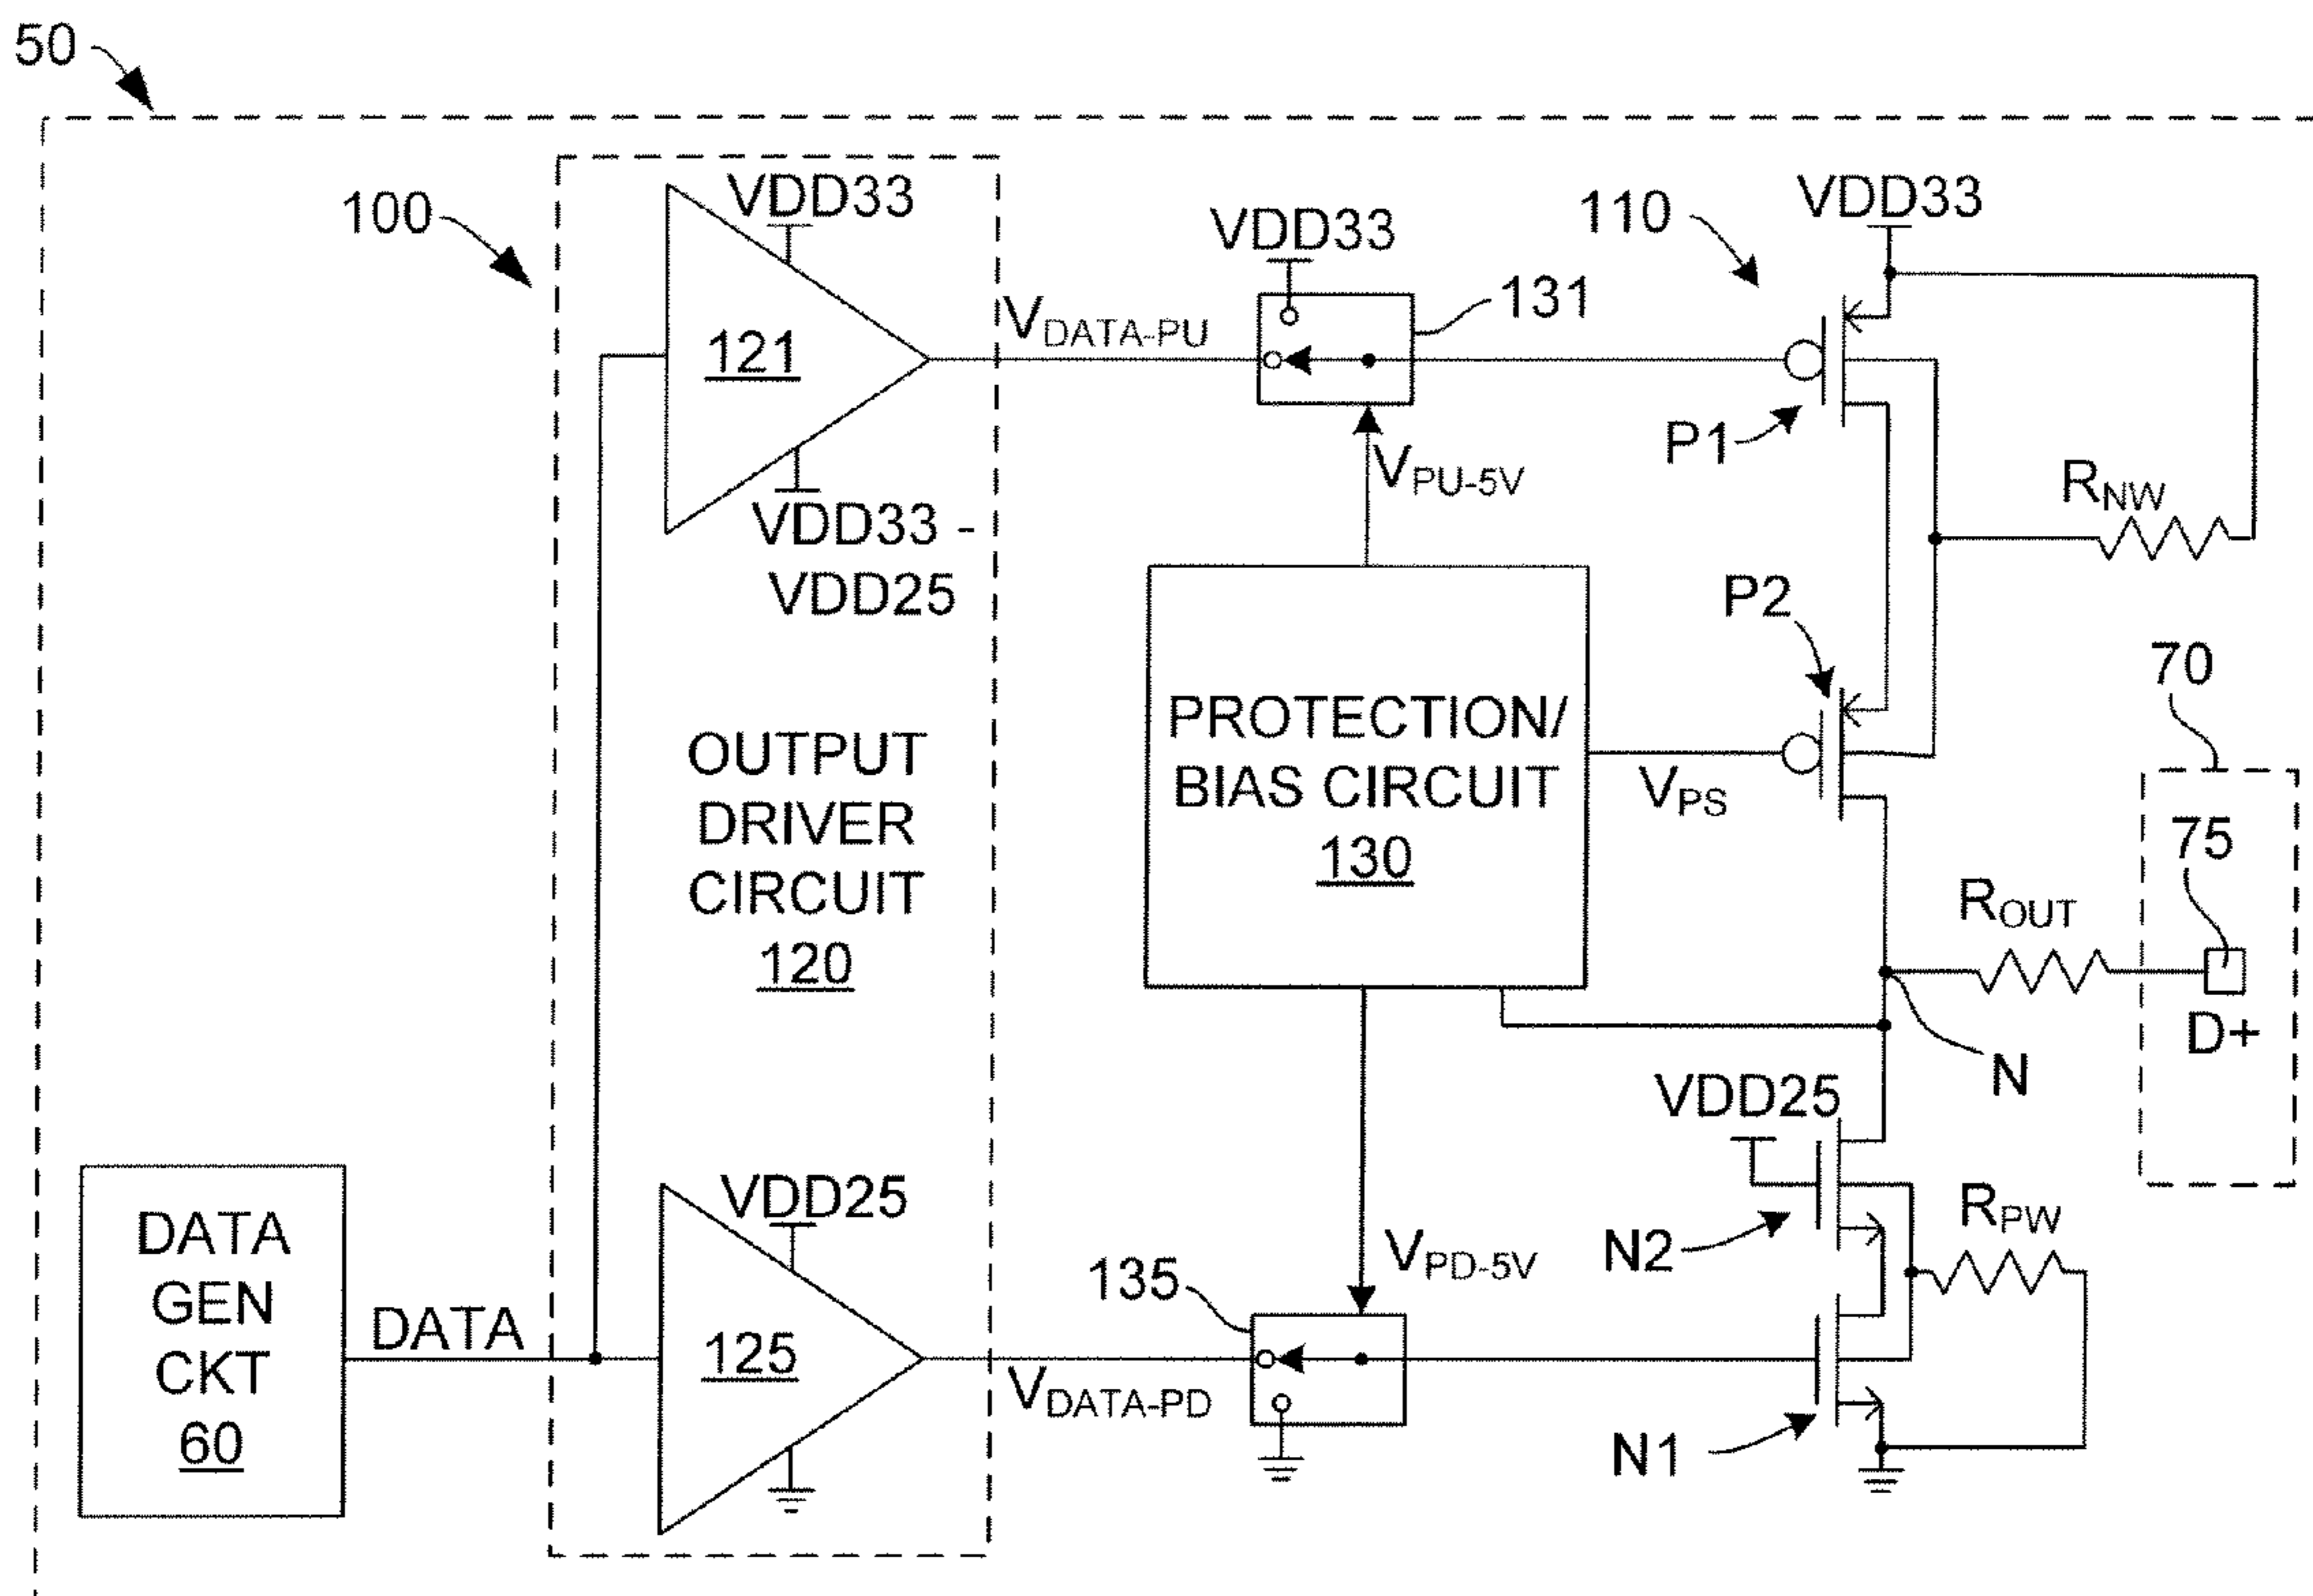 50
100
VDD33
121
VDD33 -
VDD25
OUTPUT
DRIVER
CIRCUIT
120
VDD25
125
DATA
GEN
CKT
60
DATA
VDATA-PU
VDD33
131
VPU-5V
PROTECTION/
BIAS CIRCUIT
130
VPS
VPD-5V
135
VDATA-PD
110
VDD33
P1
RNW
P2
70
75
ROUT
D+
N
VDD25
N2
RPW
N1